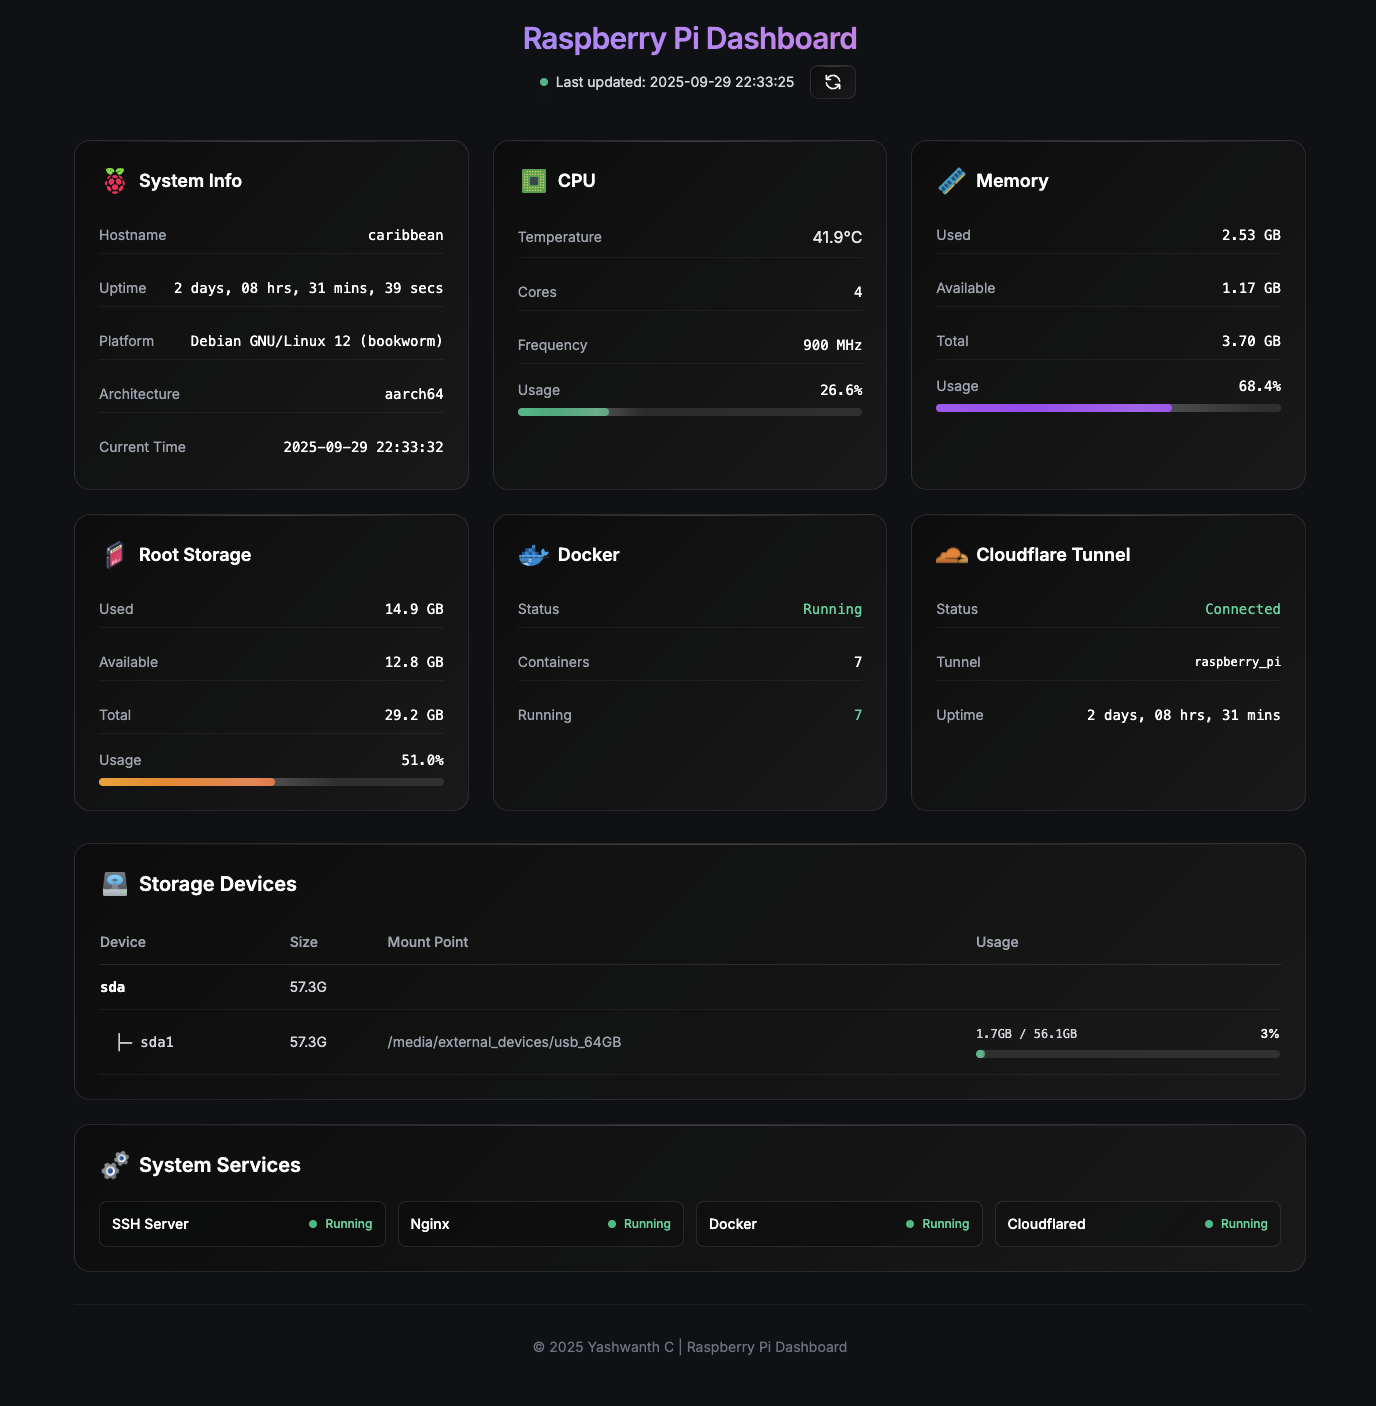 Raspberry Pi Dashboard
Last updated: 2025-09-29 22:33:25
System Info
Hostname caribbean
Uptime 2 days, 08 hrs, 31 mins, 39 secs
Platform Debian GNU/Linux 12 (bookworm)
Architecture aarch64
Current Time 2025-09-29 22:33:32
CPU
Temperature 41.9°C
Cores 4
Frequency 900 MHz
Usage 26.6%
Memory
Used 2.53 GB
Available 1.17 GB
Total 3.70 GB
Usage 68.4%
Root Storage
Used 14.9 GB
Available 12.8 GB
Total 29.2 GB
Usage 51.0%
Docker
Status Running
Containers 7
Running 7
Cloudflare Tunnel
Status Connected
Tunnel raspberry_pi
Uptime 2 days, 08 hrs, 31 mins
Storage Devices
Device Size Mount Point Usage
sda 57.3G
├─ sda1 57.3G /media/external_devices/usb_64GB 1.7GB / 56.1GB 3%
System Services
SSH Server Running
Nginx Running
Docker Running
Cloudflared Running
© 2025 Yashwanth C | Raspberry Pi Dashboard